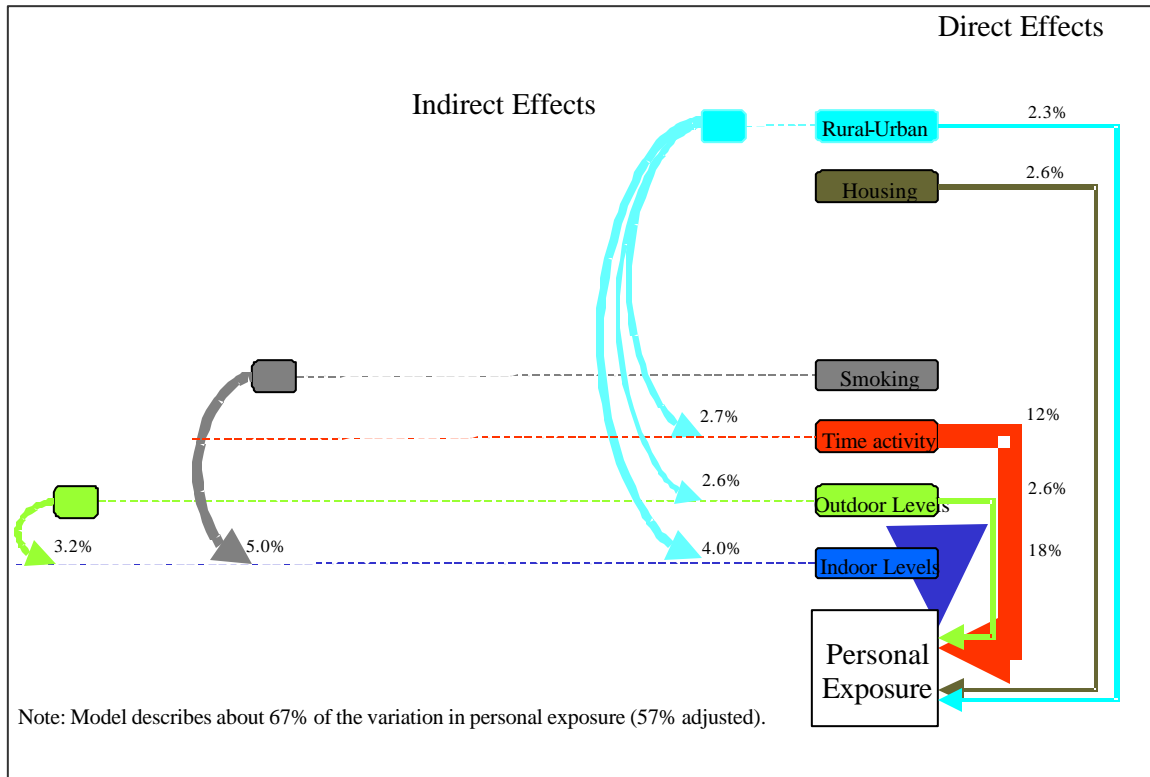 Direct Effects
Indirect Effects
2.3%
Rural-Urban
2.6%
Housing
Smoking
2.7%
12%
Time activity
2.6%
2.6%
Outdoor Levels
3.2%
5.0%
4.0%
18%
Indoor Levels
Personal
Exposure
Note: Model describes about 67% of the variation in personal exposure (57% adjusted).